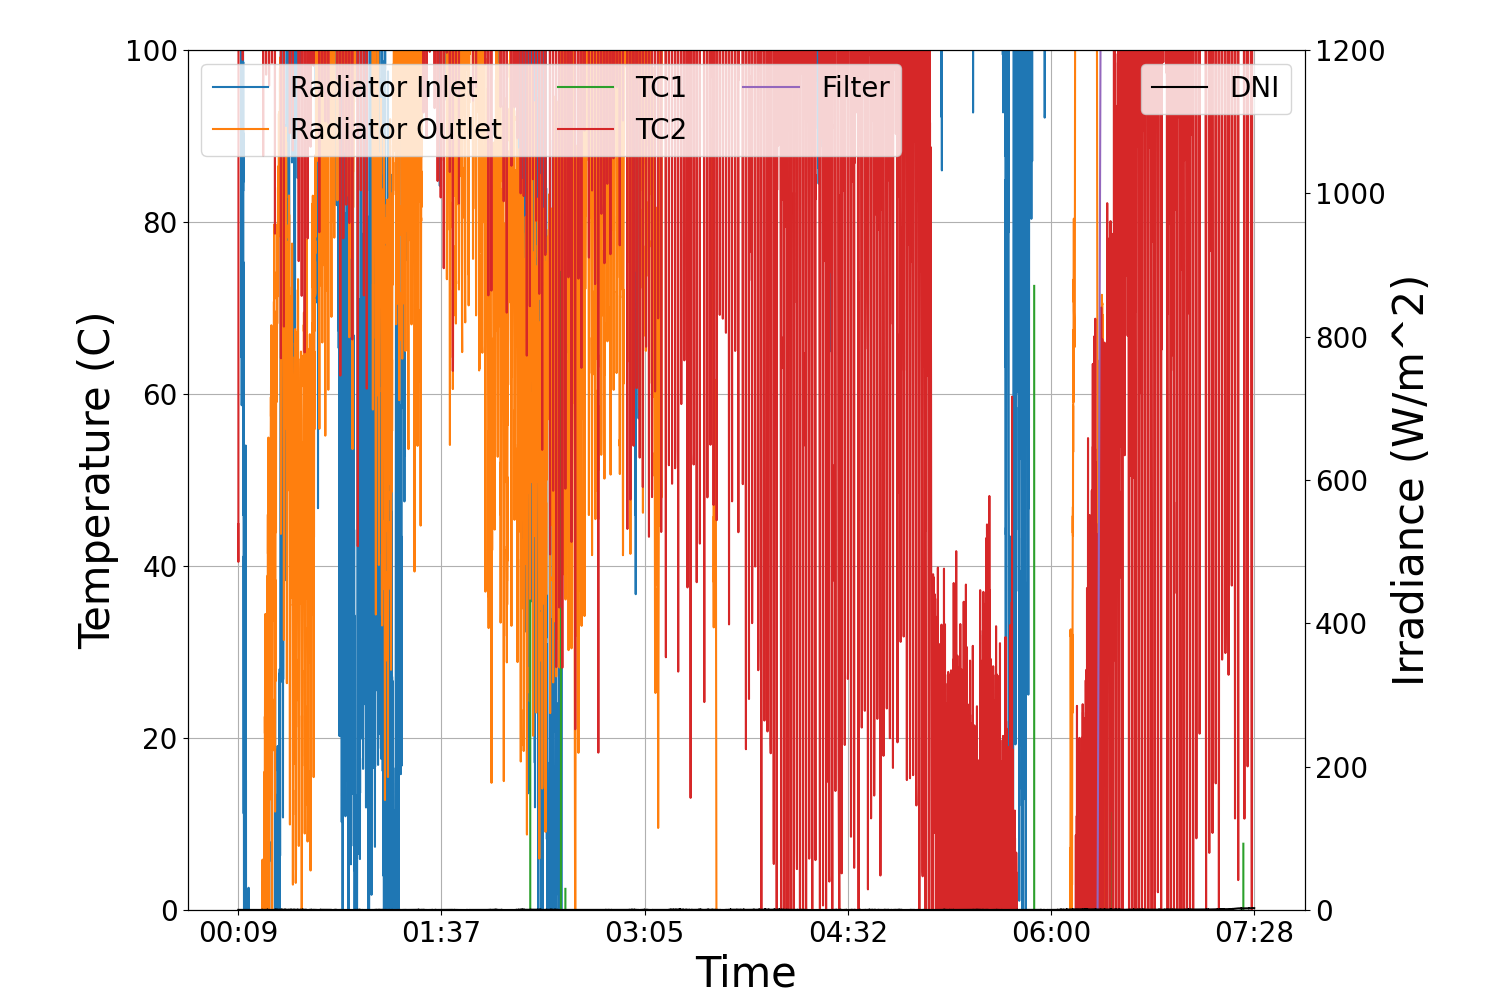 100
80
60
40
20
0
Temperature (C)
Radiator Inlet
Radiator Outlet
TC1
TC2
Filter
DNI
1200
1000
800
600
400
200
0
Irradiance (W/m^2)
00:09 01:37 03:05 04:32 06:00 07:28
Time